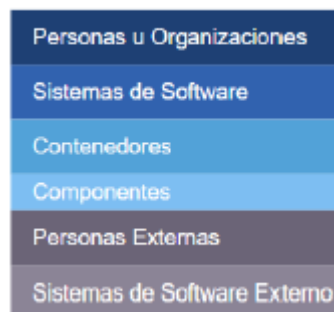 Personas u Organizaciones
Sistemas de Software
Contenedores
Componentes
Personas Externas
Sistemas de Software Externo